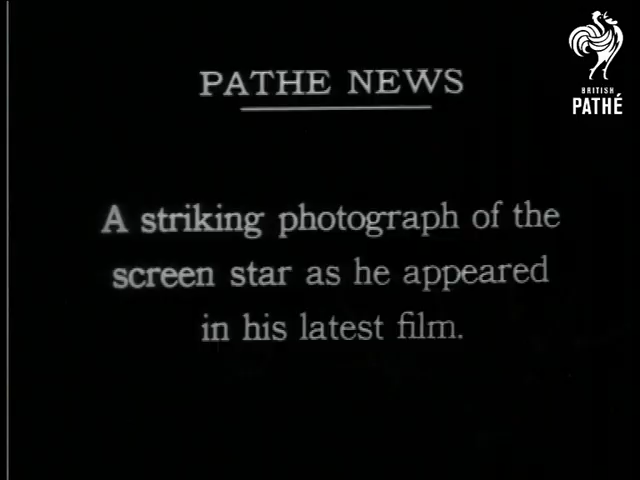 PATHE NEWS
BRITISH
PATHÉ
A striking photograph of the
screen star as he appeared
in his latest film.